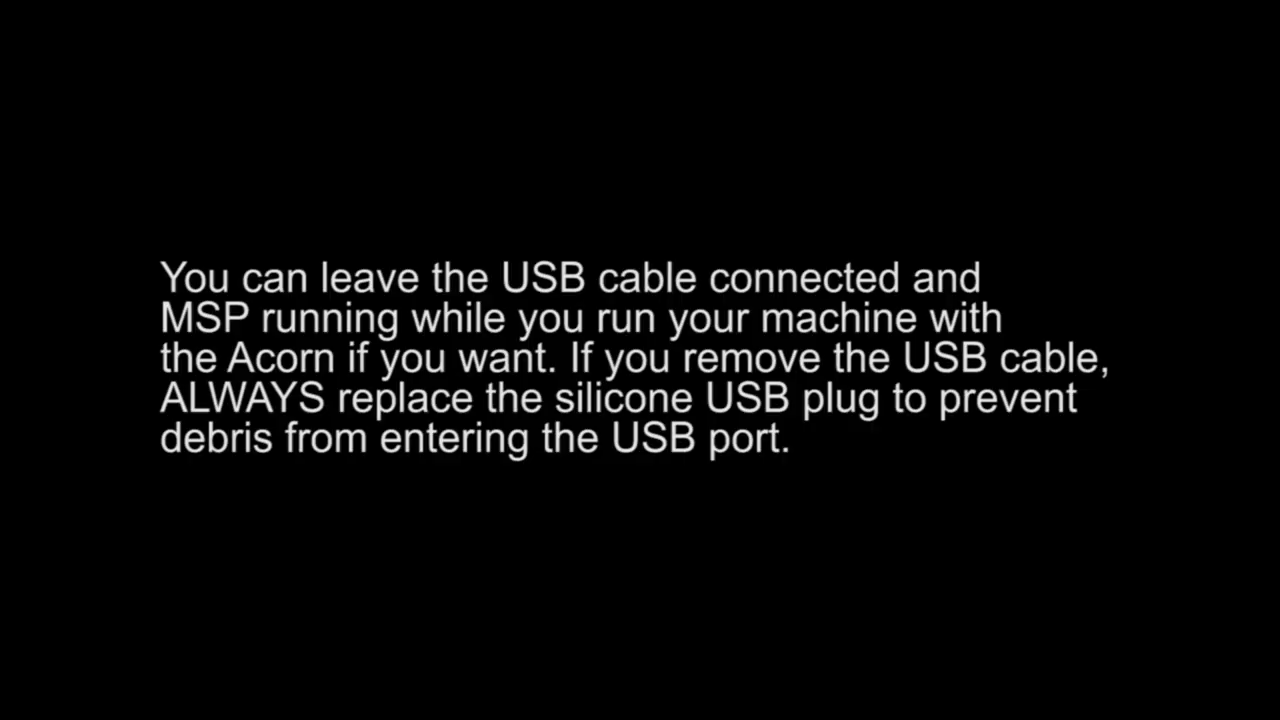 You can leave the USB cable connected and
MSP running while you run your machine with
the Acorn if you want. If you remove the USB cable,
ALWAYS replace the silicone USB plug to prevent
debris from entering the USB port.